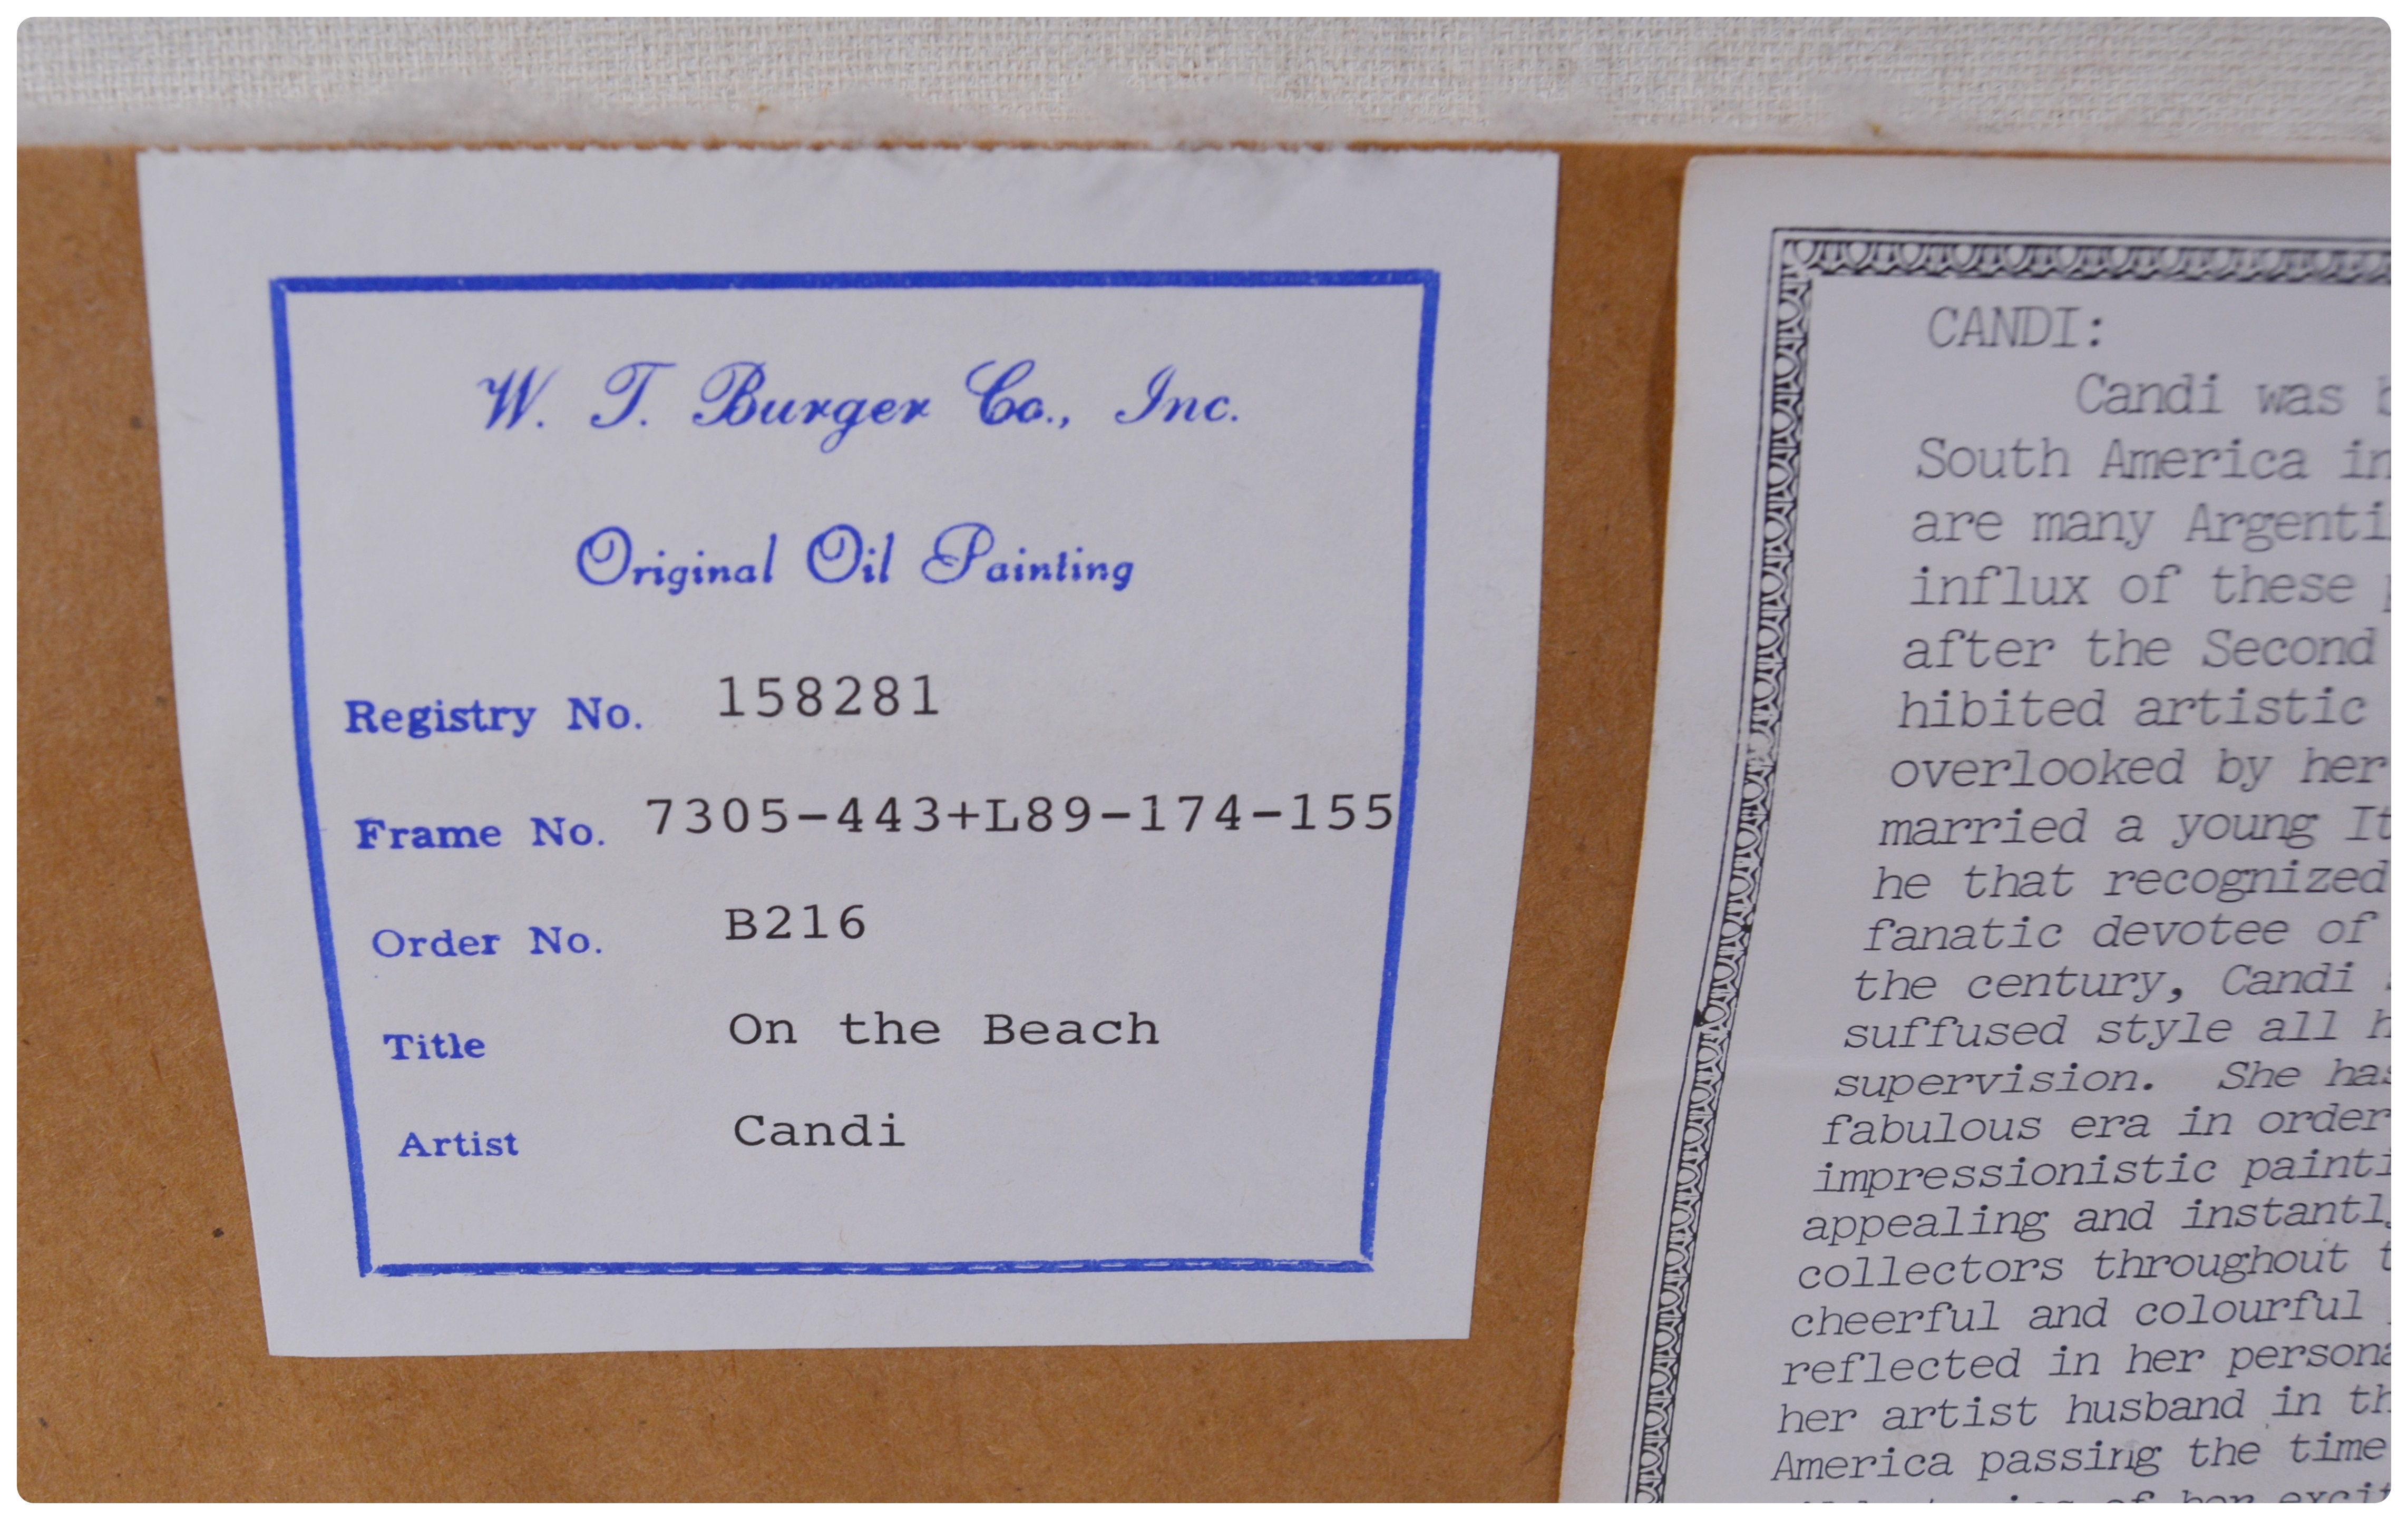 W. T. Burger Co., Inc.
Original Oil Painting
Registry No. 158281
Frame No. 7305-443+L89-174-155
Order No. B216
Title On the Beach
Artist Candi
CANDI:
Candi was
South America in
are many
influx of these
after the Second
hibited artistic
overlooked by her
married a young
he that recognized
fanatic devotee of
the century, Candi
suffused style all
supervision. She has
fabulous era in order
impressionistic
appealing and
collectors throughout
cheerful and colourful
reflected in her
her artist husband in
America passing the time
of her